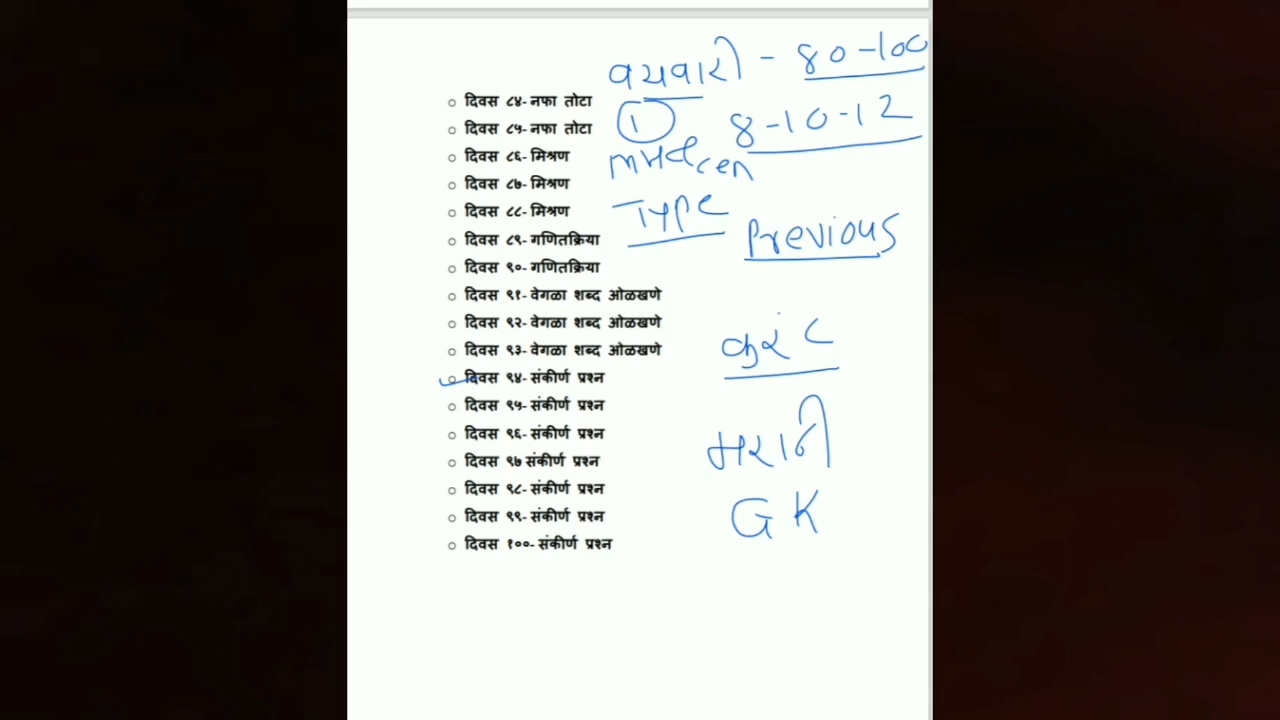 दिवस ८४- नफा तोटा
दिवस ८५- नफा तोटा
दिवस ८६- मिश्रण
दिवस ८७- मिश्रण
दिवस ८८- मिश्रण
दिवस ८९- गणितक्रिया
दिवस ९०- गणितक्रिया
दिवस ९१- वेगळा शब्द ओळखणे
दिवस ९२- वेगळा शब्द ओळखणे
दिवस ९३- वेगळा शब्द ओळखणे
दिवस ९४- संकीर्ण प्रश्न
दिवस ९५- संकीर्ण प्रश्न
दिवस ९६- संकीर्ण प्रश्न
दिवस ९७ संकीर्ण प्रश्न
दिवस ९८- संकीर्ण प्रश्न
दिवस ९९- संकीर्ण प्रश्न
दिवस १००- संकीर्ण प्रश्न
- 80-100
1
8-10-12
Type
Previous
GK